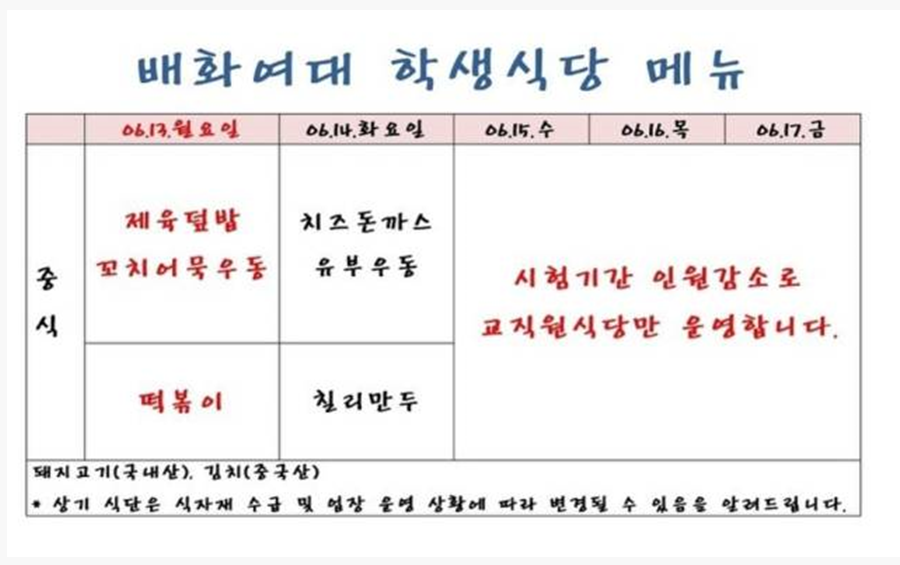 배화여대 학생식당 메뉴
06.13.월요일 06.14.화요일 06.15.수 06.16.목 06.17.금
중식
제육덮밥
꼬치어묵우동
치즈돈까스
유부우동
시험기간 인원감소로
교직원식당만 운영합니다.
떡볶이
칠리만두
돼지고기(국내산), 김치(중국산)
* 상기 식단은 식자재 수급 및 업장 운영 상황에 따라 변경될 수 있음을 알려드립니다.